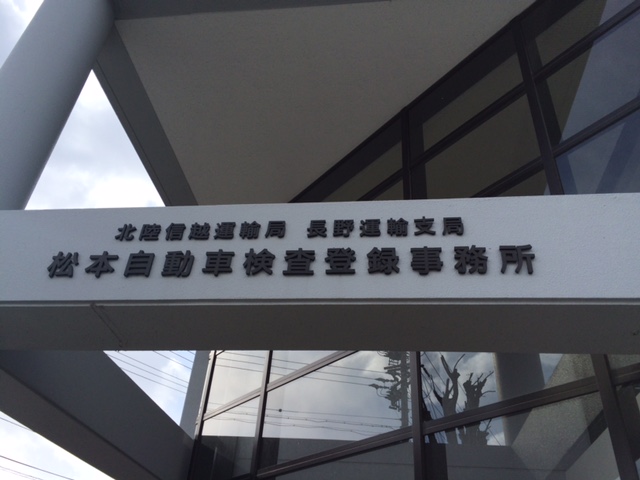 北陸信越運輸局 長野運輸支局
松本自動車検査登録事務所